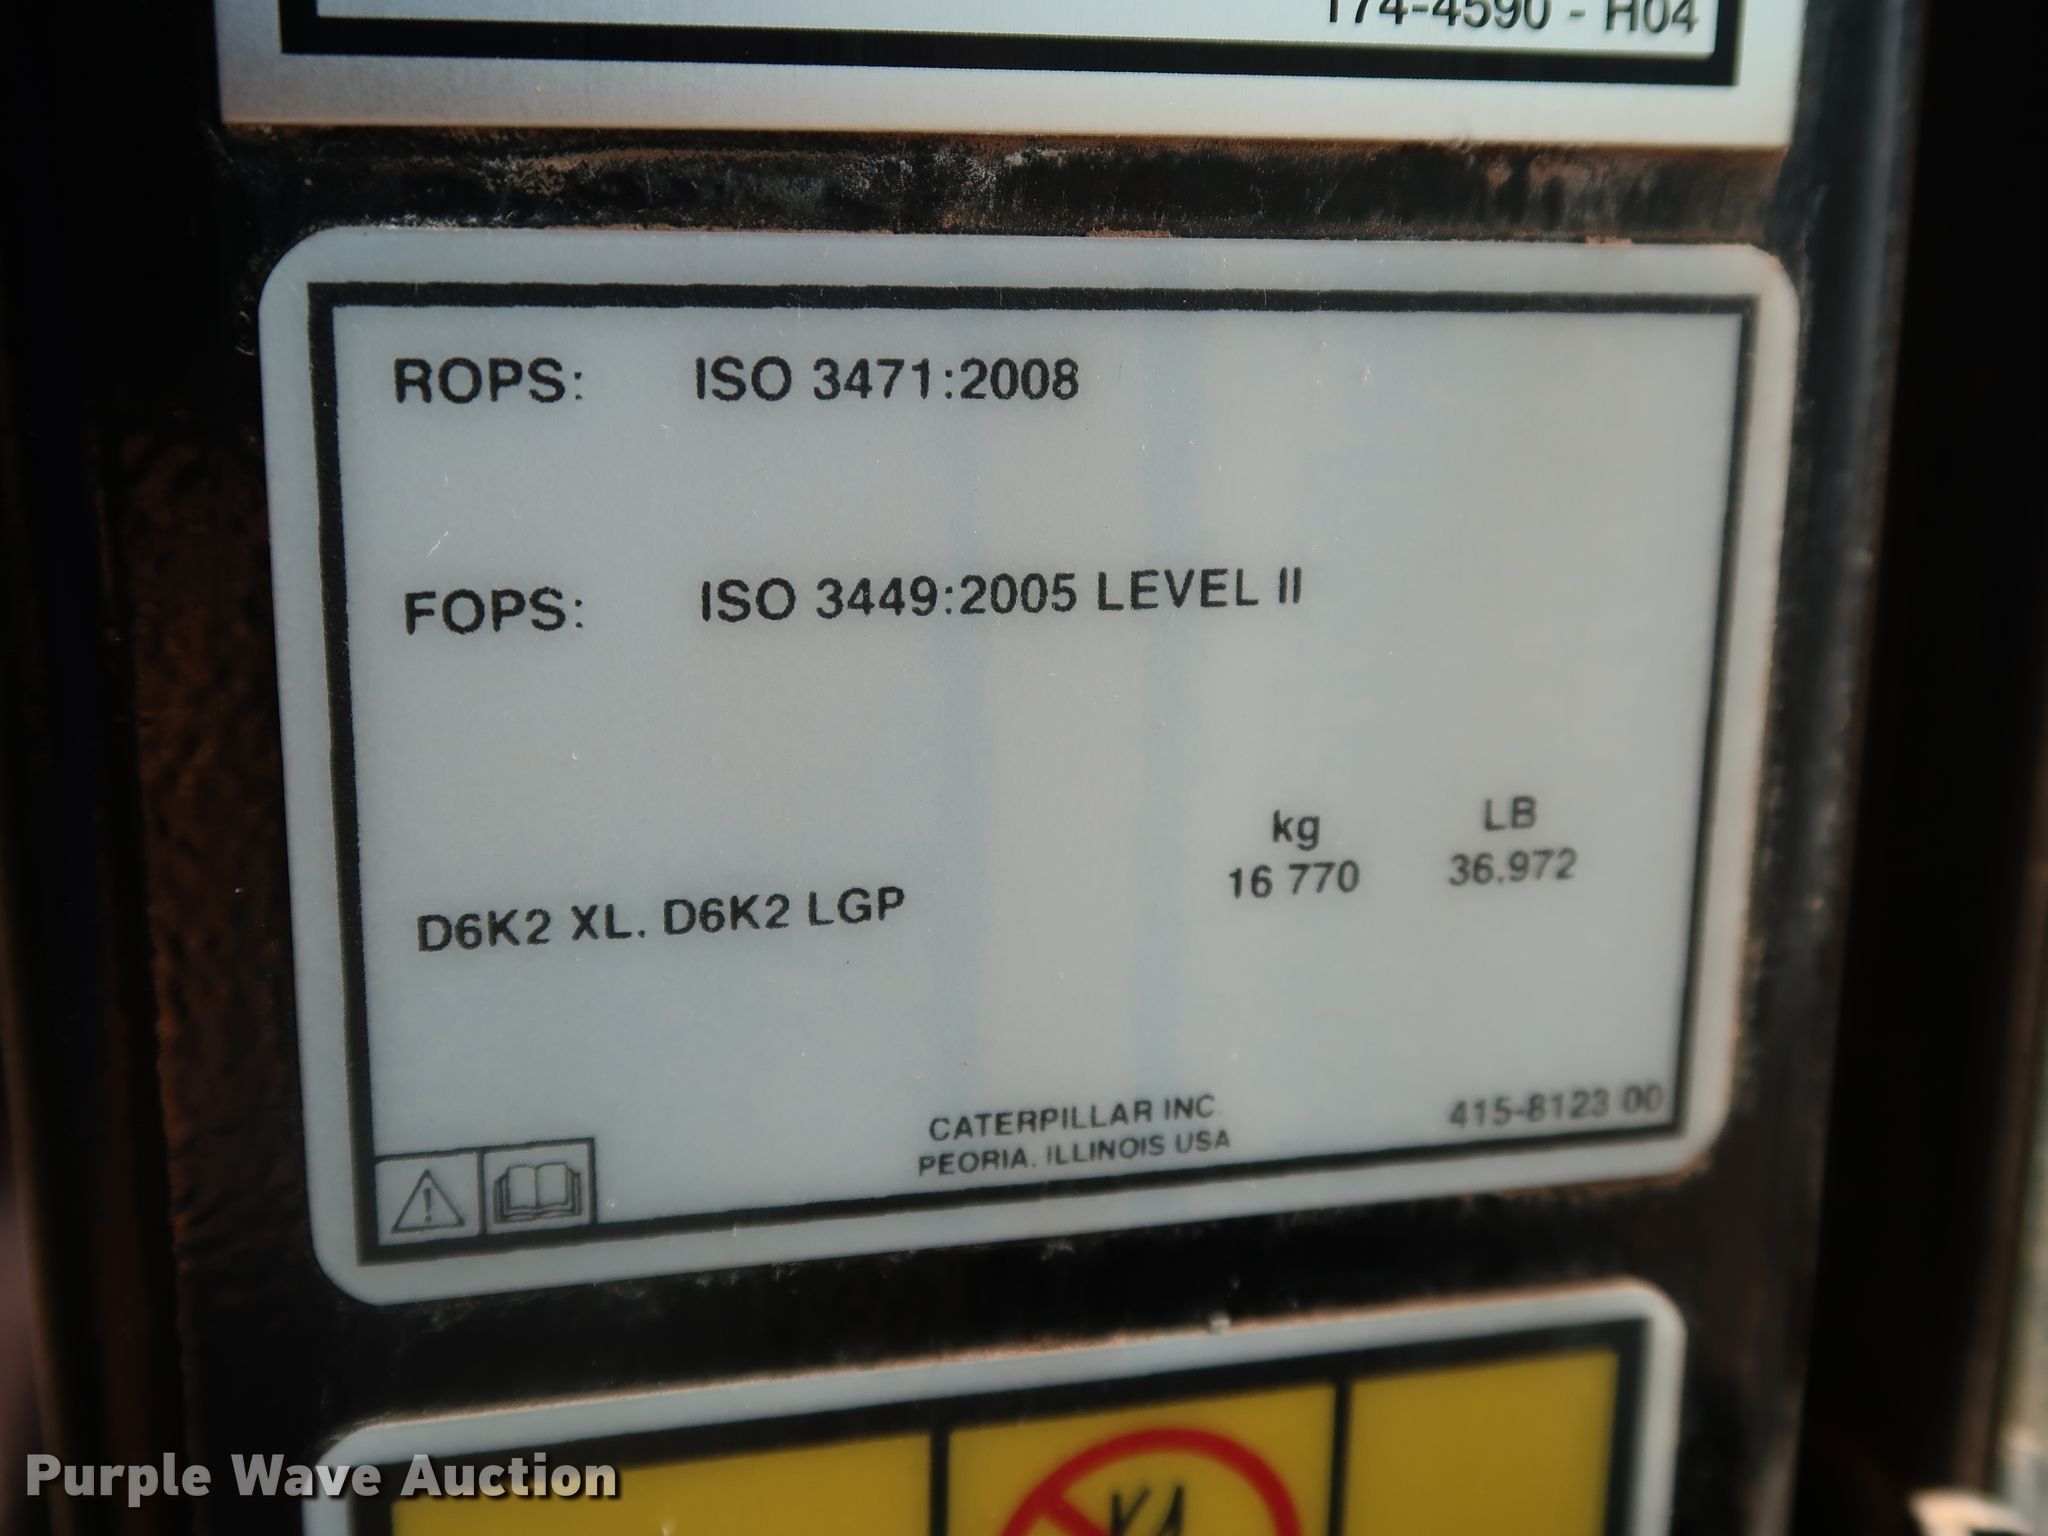 174-4590 - H04
ROPS: ISO 3471:2008
FOPS: ISO 3449:2005 LEVEL II
kg LB
16 770 36.972
D6K2 XL. D6K2 LGP
CATERPILLAR INC.
PEORIA. ILLINOIS USA
415-8123 00
Purple Wave Auction